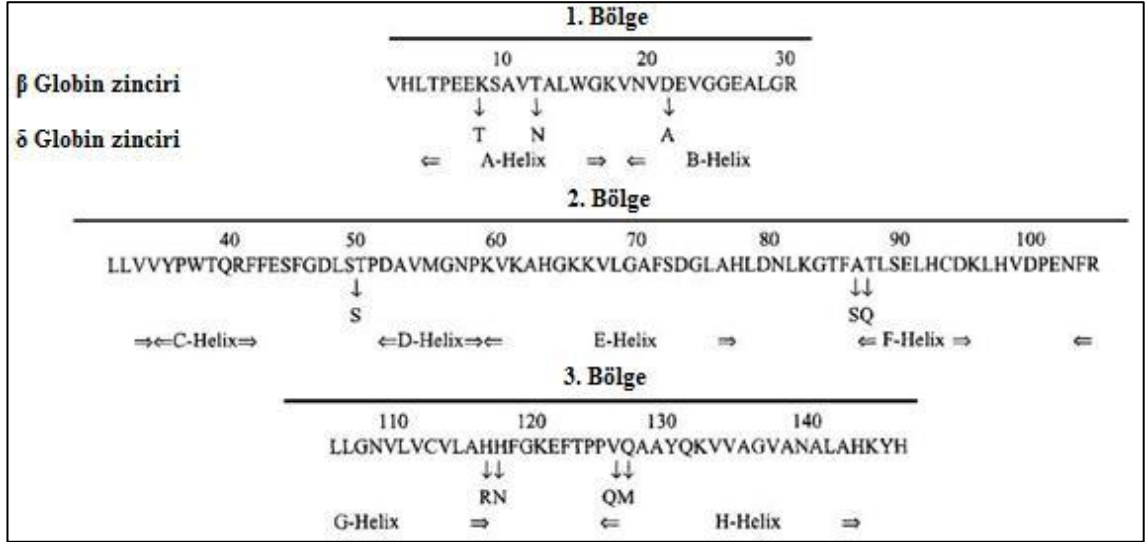 1. Bölge
10 20 30
β Globin zinciri VHLTPEEKSAVTALWGKVNVDEVGGEALGR
↓ ↓ ↓
δ Globin zinciri T N A
⇐ A-Helix ⇒ ⇐ B-Helix
2. Bölge
40 50 60 70 80 90 100
LLVVYPWTQRFFESFGDLSTPDAVMGNPKVKAHGKKVLGAFSDGLAHLDNLKGTFATLSELHCDKLHVDPENFR
↓ ↓↓
S SQ
⇒⇐C-Helix⇒ ⇐D-Helix⇒⇐ E-Helix ⇒ ⇐ F-Helix ⇒ ⇐
3. Bölge
110 120 130 140
LLGNVLVCVLAHHFGKEFTPPVQAAYQKVVAGVANALAHKYH
↓↓ ↓↓
RN QM
G-Helix ⇒ ⇐ H-Helix ⇒